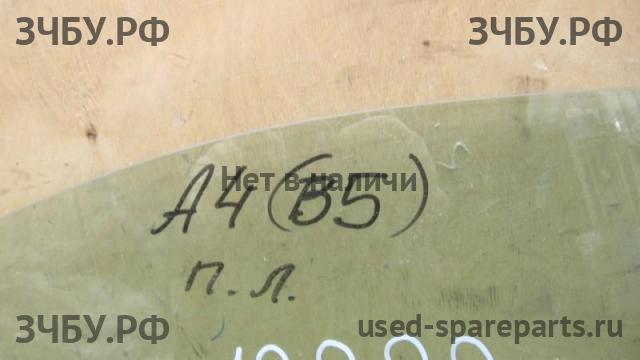 ЗЧБУ.РФ ЗЧБУ.РФ
Нет в наличи
А4 (В5)
п. л.
ЗЧБУ.РФ used-spareparts.ru